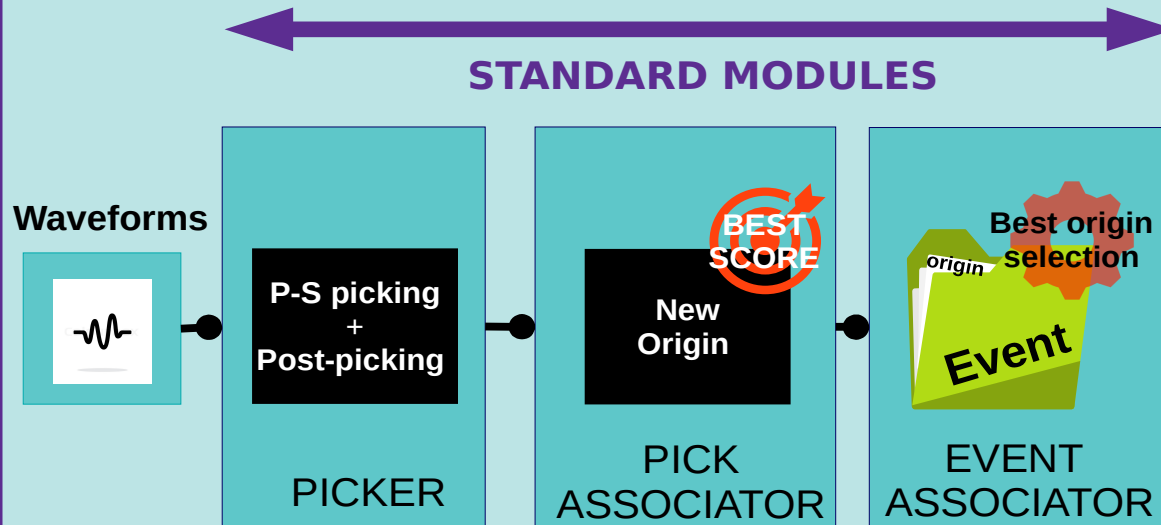 STANDARD MODULES
Waveforms
P-S picking
+
Post-picking
PICKER
BEST
SCORE
New
Origin
PICK
ASSOCIATOR
Best origin
selection
origin
Event
EVENT
ASSOCIATOR